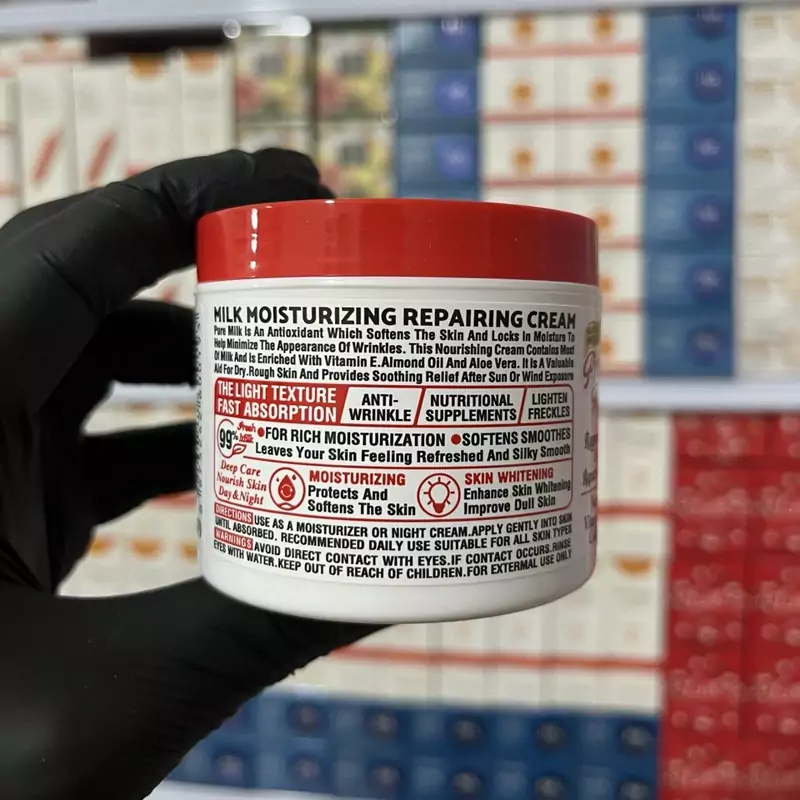 MILK MOISTURIZING REPAIRING CREAM
Pure Milk Is An Antioxidant Which Softens The Skin And Locks In Moisture To
Help Minimize The Appearance Of Wrinkles. This Nourishing Cream Contains Most
Of Milk And Is Enriched With Vitamin E.Almond Oil And Aloe Vera. It Is A Valuable
Aid For Dry.Rough Skin And Provides Soothing Relief After Sun Or Wind Exposure
THE LIGHT TEXTURE
FAST ABSORPTION
ANTI-
WRINKLE
NUTRITIONAL
SUPPLEMENTS
LIGHTEN
FRECKLES
99% Fresh Milk
●FOR RICH MOISTURIZATION ●SOFTENS SMOOTHES
Leaves Your Skin Feeling Refreshed And Silky Smooth
Deep Care
Nourish Skin
Day&Night
MOISTURIZING
Protects And
Softens The Skin
SKIN WHITENING
Enhance Skin Whitening
Improve Dull Skin
DIRECTIONS USE AS A MOISTURIZER OR NIGHT CREAM.APPLY GENTLY INTO SKIN
UNTIL ABSORBED. RECOMMENDED DAILY USE SUITABLE FOR ALL SKIN TYPES
WARNINGS AVOID DIRECT CONTACT WITH EYES.IF CONTACT OCCURS.RINSE
EYES WITH WATER.KEEP OUT OF REACH OF CHILDREN.FOR EXTERMAL USE ONLY